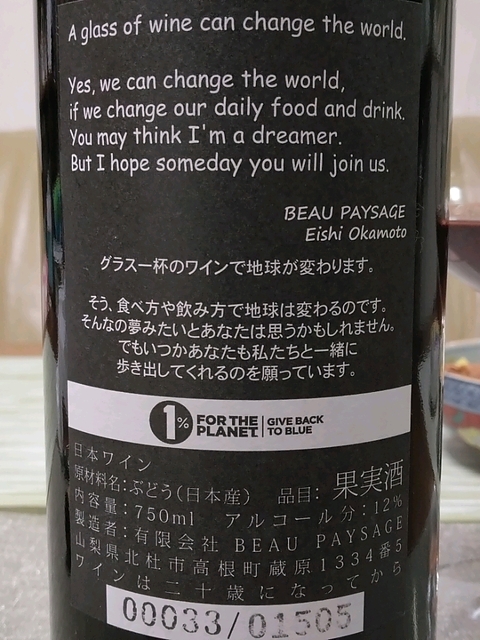 A glass of wine can change the world.
Yes, we can change the world,
if we change our daily food and drink.
You may think I'm a dreamer.
But I hope someday you will join us.
BEAU PAYSAGE
Eishi Okamoto
グラス一杯のワインで地球が変わります。
そう、食べ方や飲み方で地球は変わるのです。
そんなの夢みたいとあなたは思うかもしれません。
でもいつかあなたも私たちと一緒に
歩き出してくれるのを願っています。
1% FOR THE PLANET GIVE BACK TO BLUE
日本ワイン
原材料名:ぶどう(日本産) 品目: 果実酒
内容量:750ml アルコール分:12%
製造者:有限会社 BEAU PAYSAGE
山梨県北杜市高根町蔵原1334番5
ワインは二十歳になってから
00033/01505